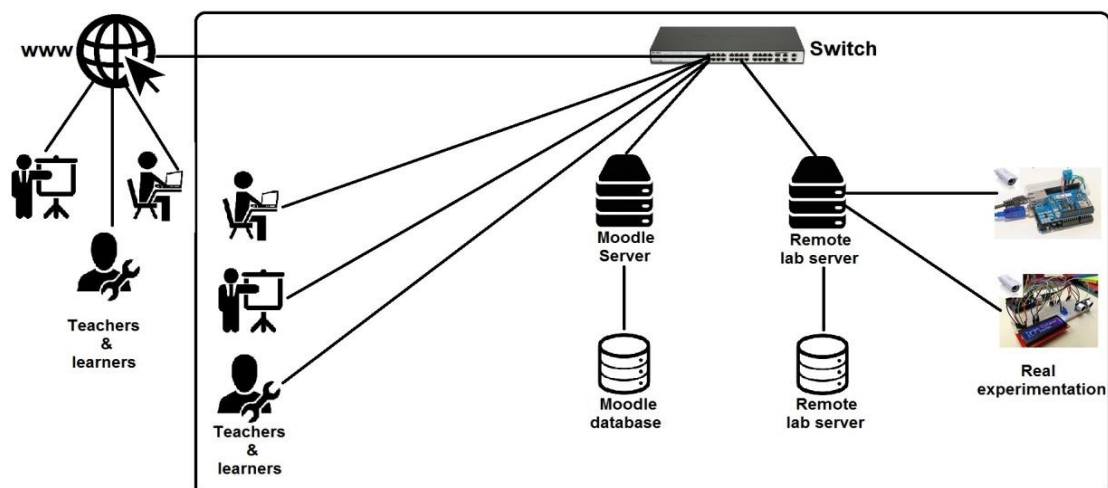 www
Switch
Moodle
Server
Remote
lab server
Teachers
&
learners
Moodle
database
Remote
lab server
Real
experimentation
Teachers
&
learners